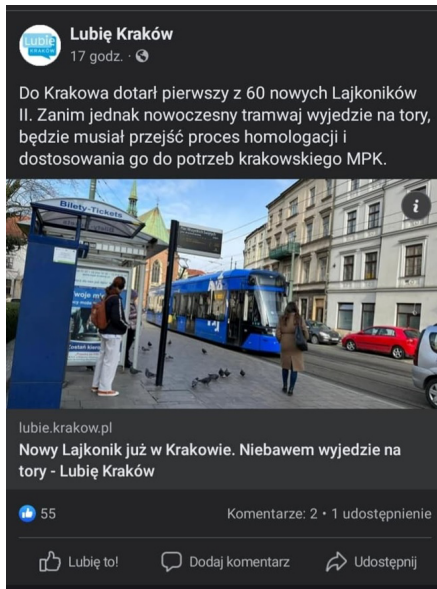 Lubię
KRAKÓW
Lubię Kraków
17 godz.
Do Krakowa dotarł pierwszy z 60 nowych Lajkoników
II. Zanim jednak nowoczesny tramwaj wyjedzie na tory,
będzie musiał przejść proces homologacji i
dostosowania go do potrzeb krakowskiego MPK.
Bilety-Tickets
i
lubie.krakow.pl
Nowy Lajkonik już w Krakowie. Niebawem wyjedzie na
tory - Lubię Kraków
55
Komentarze: 2 • 1 udostępnienie
Lubię to!
Dodaj komentarz
Udostępnij